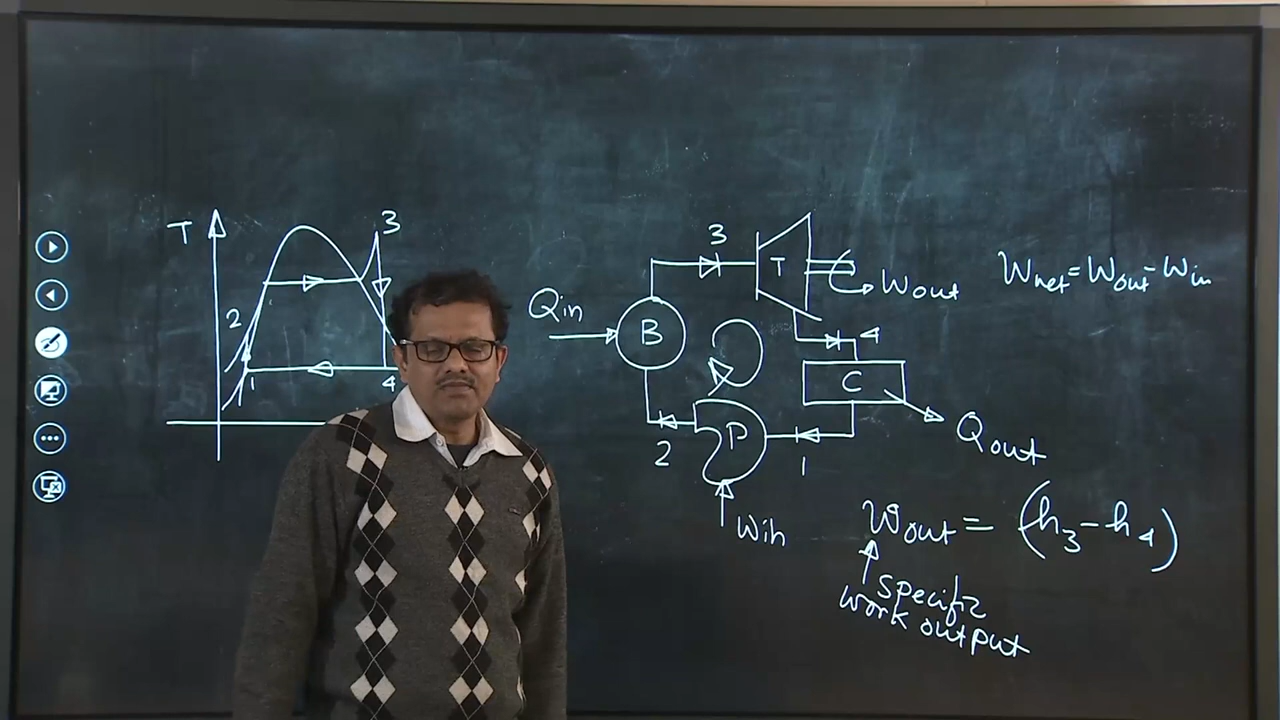 T
3
2
1
4
Qin
B
3
T
Wout
Wnet = Wout - Win
4
C
Qout
2
P
1
Win
wout = (h3 - h4)
specific
work output